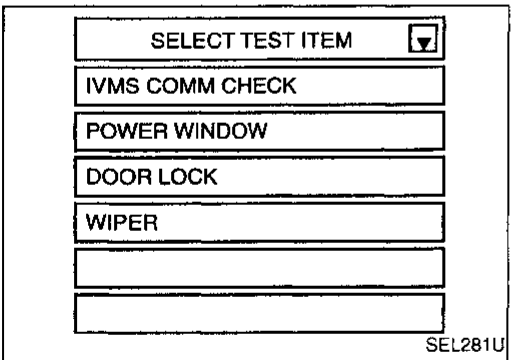 SELECT TEST ITEM
IVMS COMM CHECK
POWER WINDOW
DOOR LOCK
WIPER
SEL281U